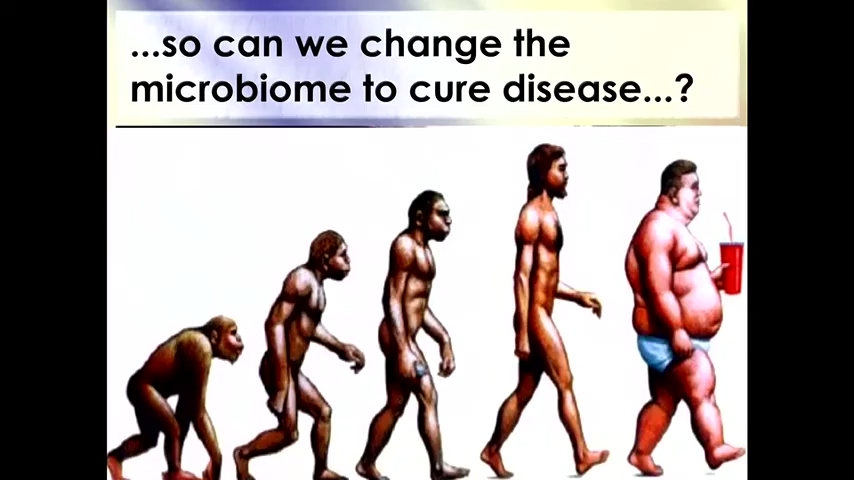 ...so can we change the
microbiome to cure disease...?